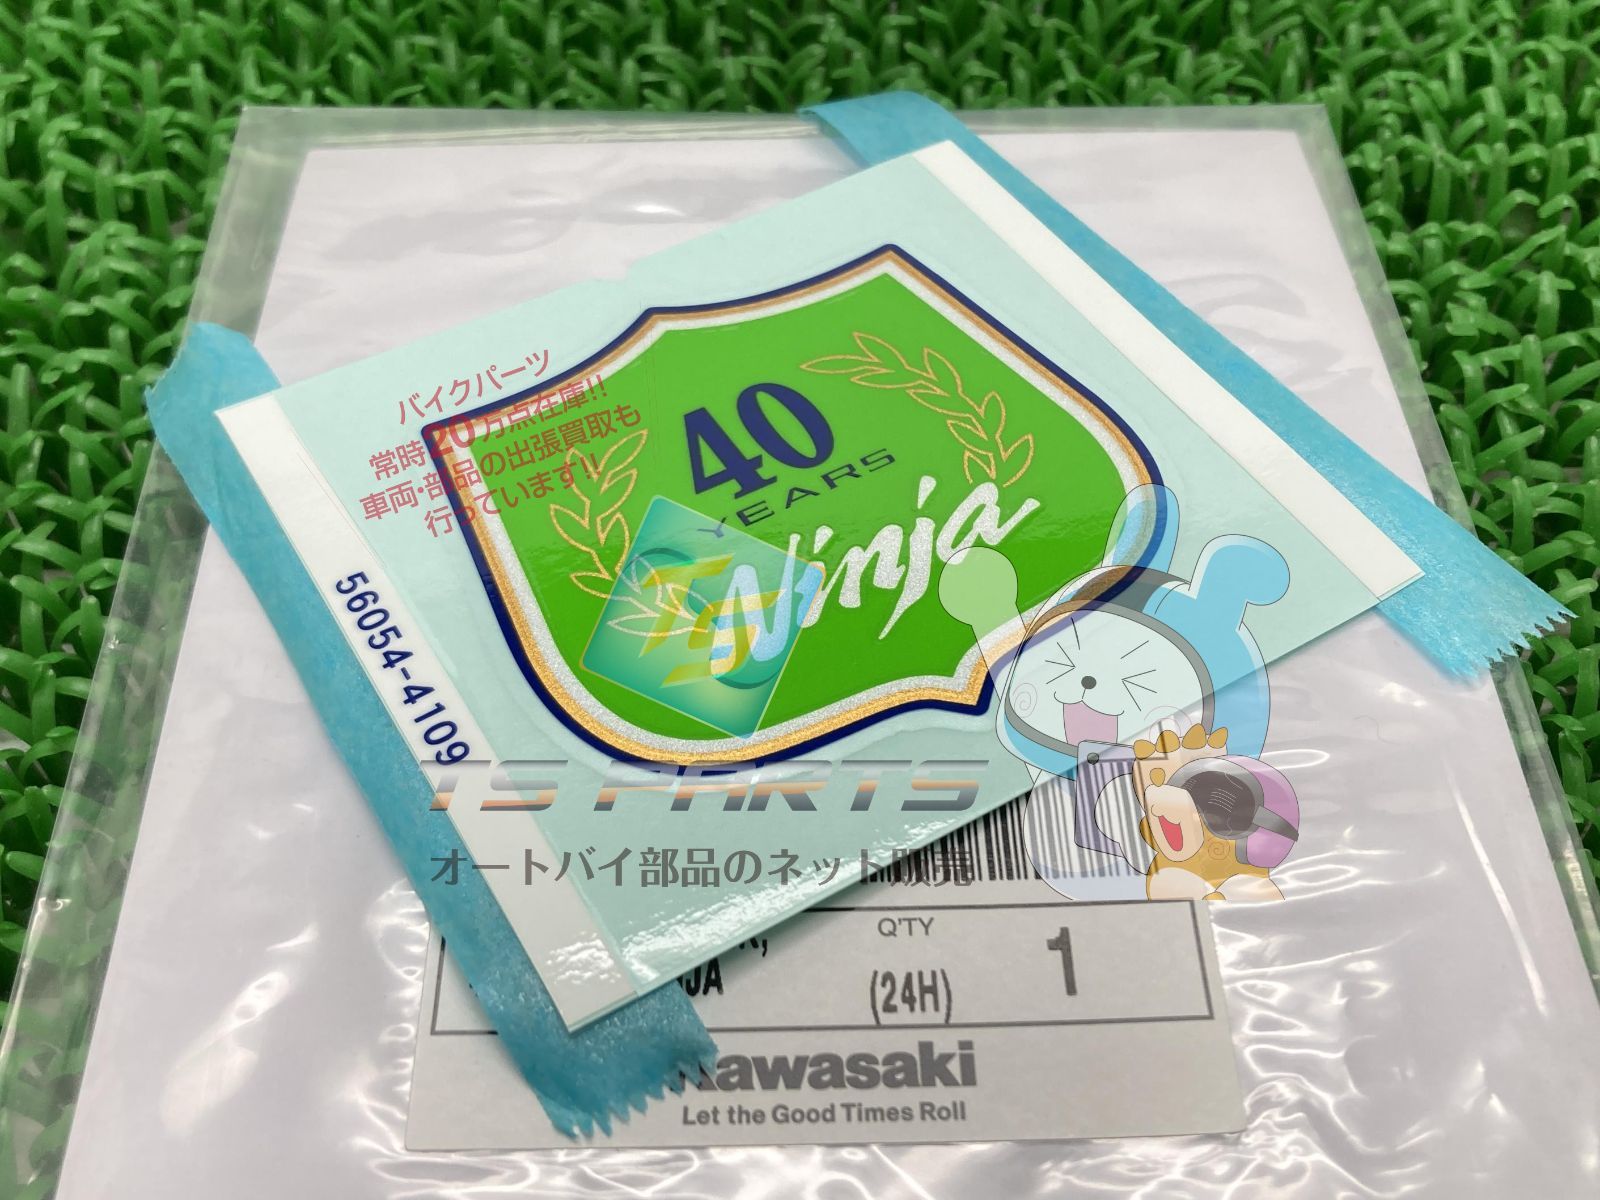 バイクパーツ
常時20万点在庫!!
車両・部品の出張買取も
行っています!!
40
YEARS
Ninja
56054-4109
TS
TS PARTS
オートバイ部品のネット販売
Q'TY
(24H)
1
Kawasaki
Let the Good Times Roll